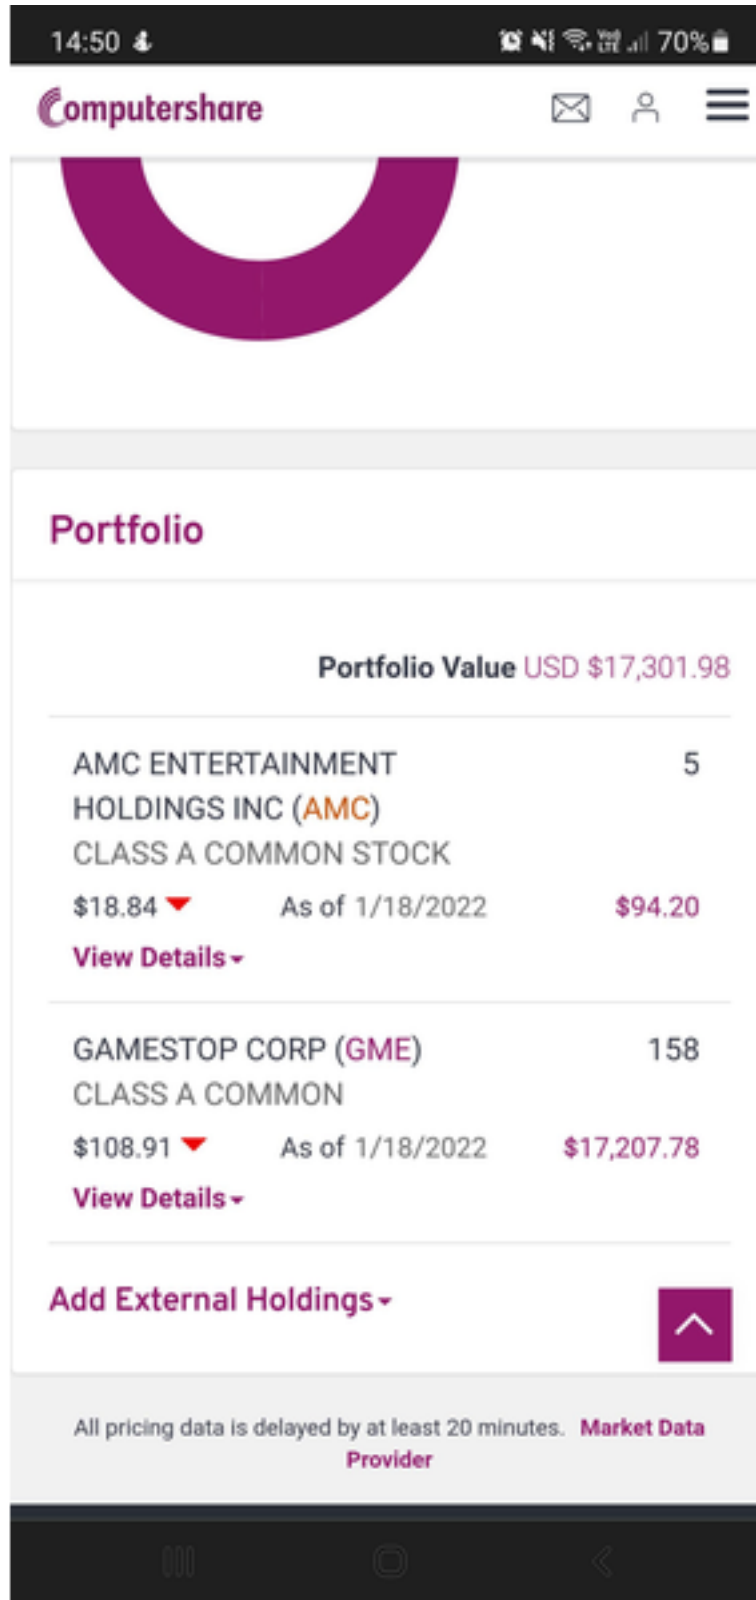 14:50 70%
Computershare
Portfolio
Portfolio Value USD $17,301.98
AMC ENTERTAINMENT 5
HOLDINGS INC (AMC)
CLASS A COMMON STOCK
$18.84 As of 1/18/2022 $94.20
View Details
GAMESTOP CORP (GME) 158
CLASS A COMMON
$108.91 As of 1/18/2022 $17,207.78
View Details
Add External Holdings
All pricing data is delayed by at least 20 minutes. Market Data
Provider